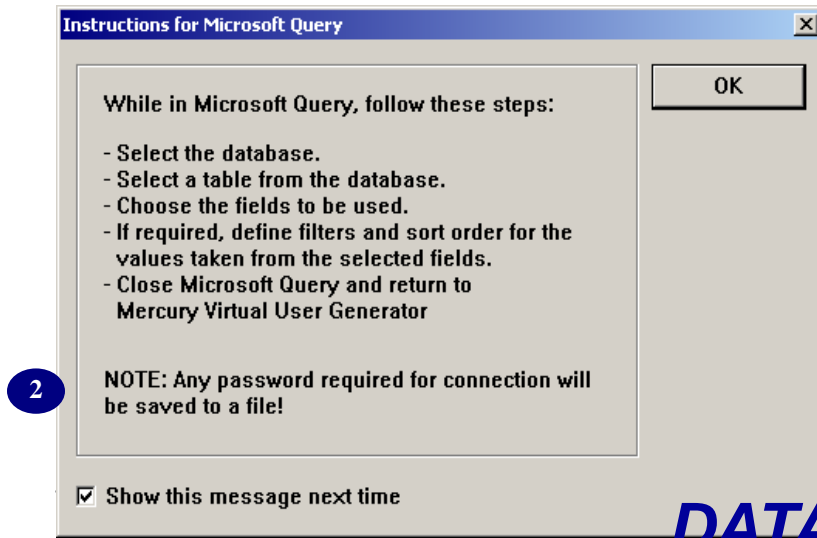 Instructions for Microsoft Query
OK
While in Microsoft Query, follow these steps:
- Select the database.
- Select a table from the database.
- Choose the fields to be used.
- If required, define filters and sort order for the
values taken from the selected fields.
- Close Microsoft Query and return to
Mercury Virtual User Generator
2
NOTE: Any password required for connection will
be saved to a file!
Show this message next time
DATA